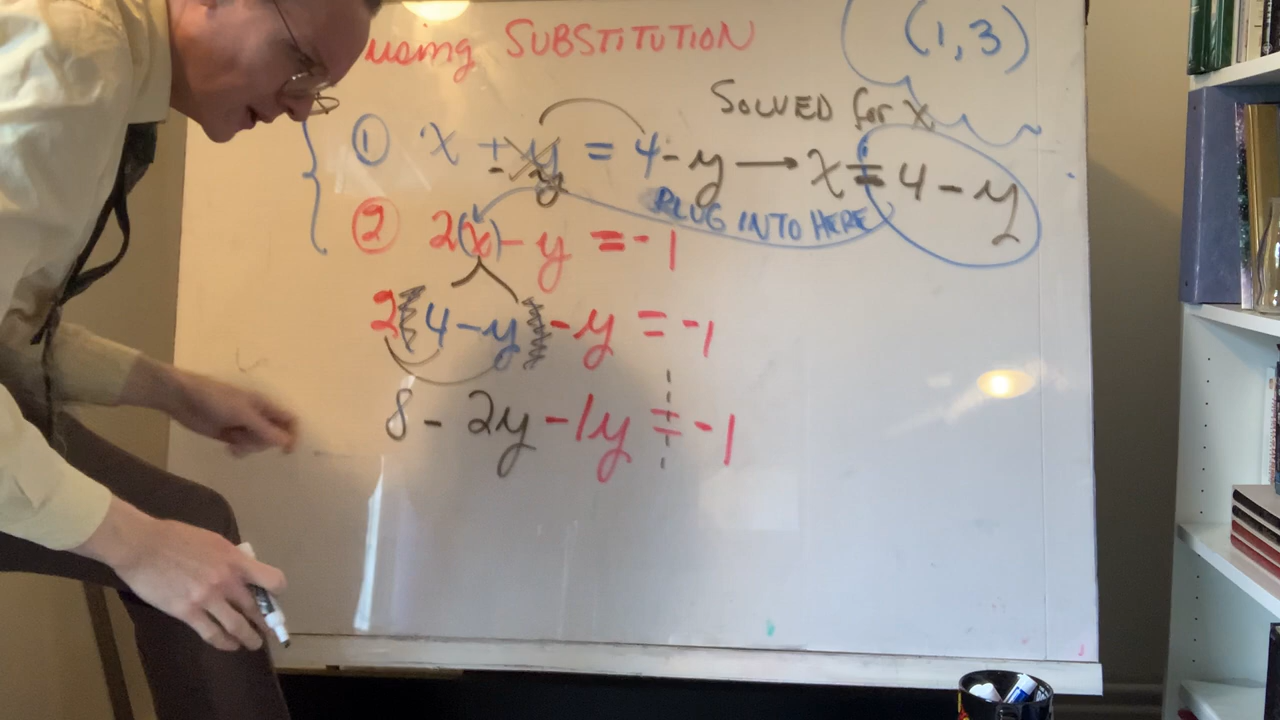 using SUBSTITUTION
(1,3)
SOLVED for x
① x + y = 4 - y → x = 4 - y
- y
PLUG INTO HERE
② 2(x) - y = -1
2(4 - y) - y = -1
8 - 2y - 1y = -1